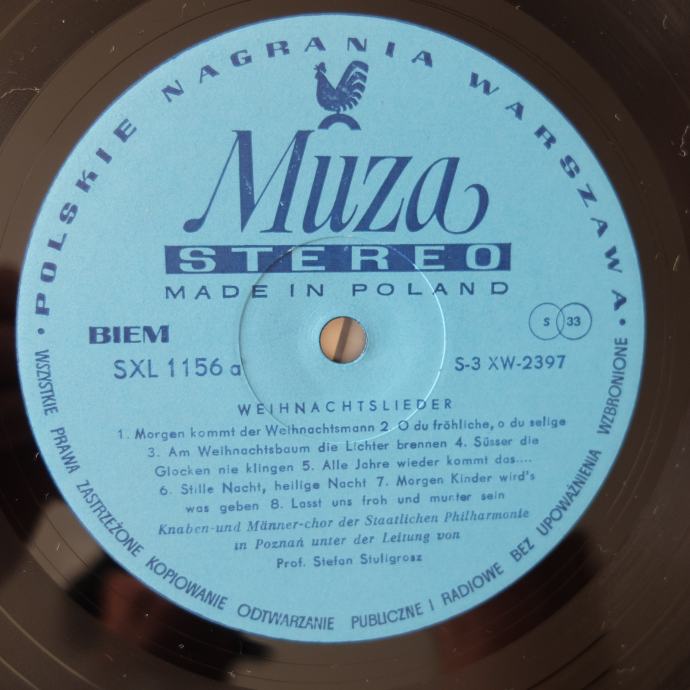 • POLSKIE NAGRANIA WARSZAWA •
Muza
STEREO
MADE IN POLAND
BIEM
S 33
SXL 1156 a
S-3 XW-2397
WEIHNACHTSLIEDER
1. Morgen kommt der Weihnachtsmann 2. O du fröhliche, o du selige
3. Am Weihnachtsbaum die Lichter brennen 4. Süsser die
Glocken nie klingen 5. Alle Jahre wieder kommt das....
6. Stille Nacht, heilige Nacht 7. Morgen Kinder wird's
was geben 8. Lasst uns froh und munter sein
Knaben-und Männer-chor der Staatlichen Philharmonie
in Poznań unter der Leitung von
Prof. Stefan Stuligrosz
WSZYSTKIE PRAWA ZASTRZEŻONE KOPIOWANIE ODTWARZANIE PUBLICZNE I RADIOWE BEZ UPOWAŻNIENIA WZBRONIONE